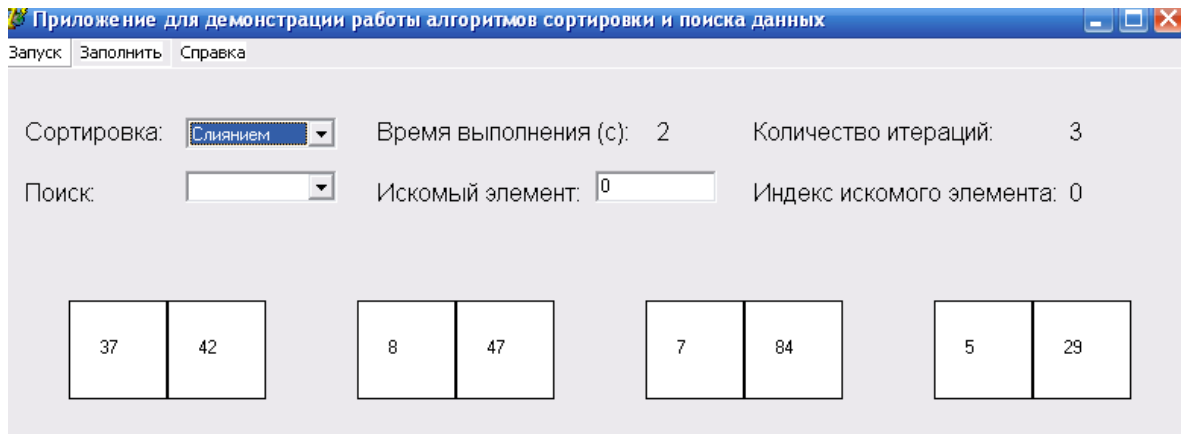 Приложение для демонстрации работы алгоритмов сортировки и поиска данных
Запуск Заполнить Справка
Сортировка: Слиянием Время выполнения (с): 2 Количество итераций: 3
Поиск: Искомый элемент: 0 Индекс искомого элемента: 0
37 42 8 47 7 84 5 29